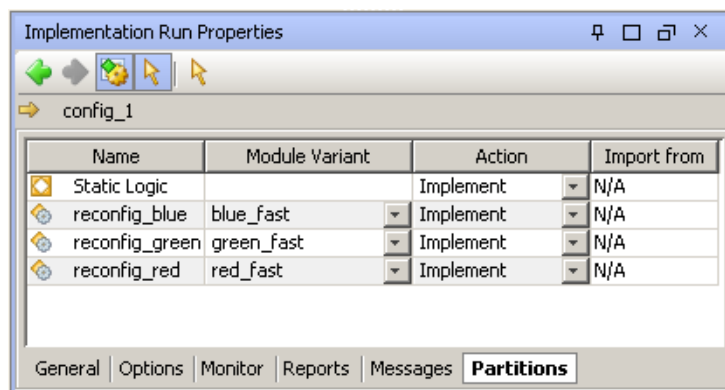 Implementation Run Properties
config_1
Name Module Variant Action Import from
Static Logic Implement N/A
reconfig_blue blue_fast Implement N/A
reconfig_green green_fast Implement N/A
reconfig_red red_fast Implement N/A
General Options Monitor Reports Messages Partitions